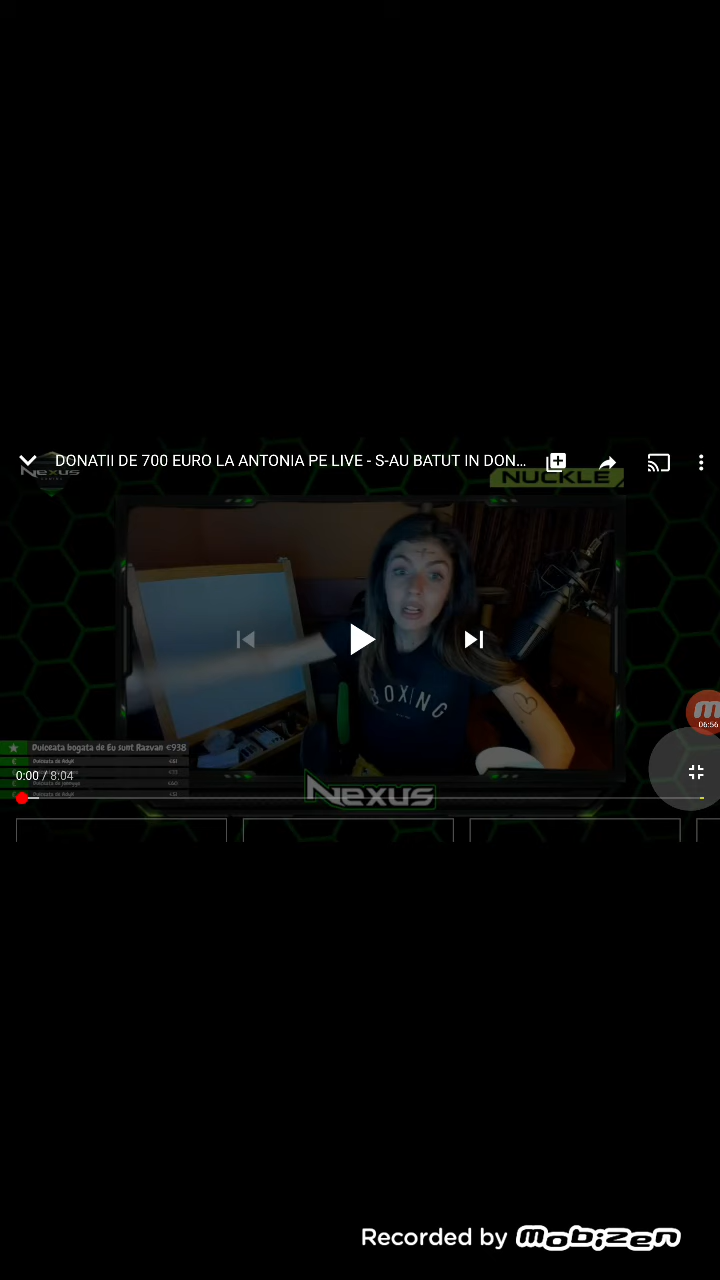 DONATII DE 700 EURO LA ANTONIA PE LIVE - S-AU BATUT IN DON...
Nexus
NUCKLE
BOXING
06:56
Dulceata bogata de Eu sunt Razvan €938
0:00 / 8:04
Nexus
Recorded by mobizen